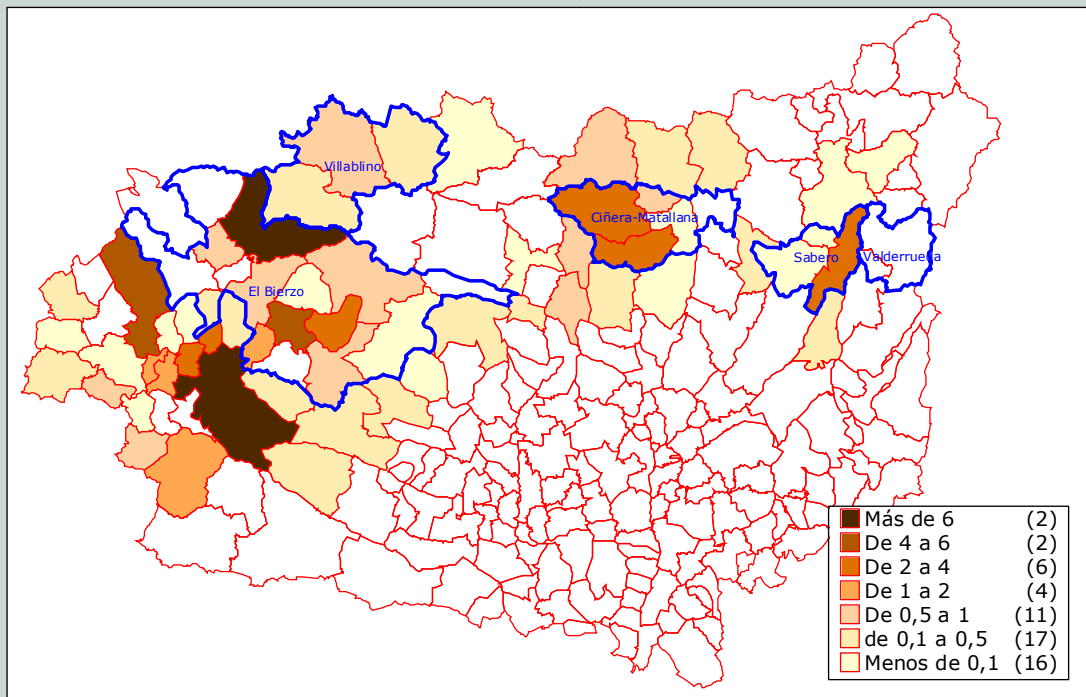 Villablino
Ciñera-Matallana
Sabero
Valderrueda
El Bierzo
Más de 6 (2)
De 4 a 6 (2)
De 2 a 4 (6)
De 1 a 2 (4)
De 0,5 a 1 (11)
de 0,1 a 0,5 (17)
Menos de 0,1 (16)